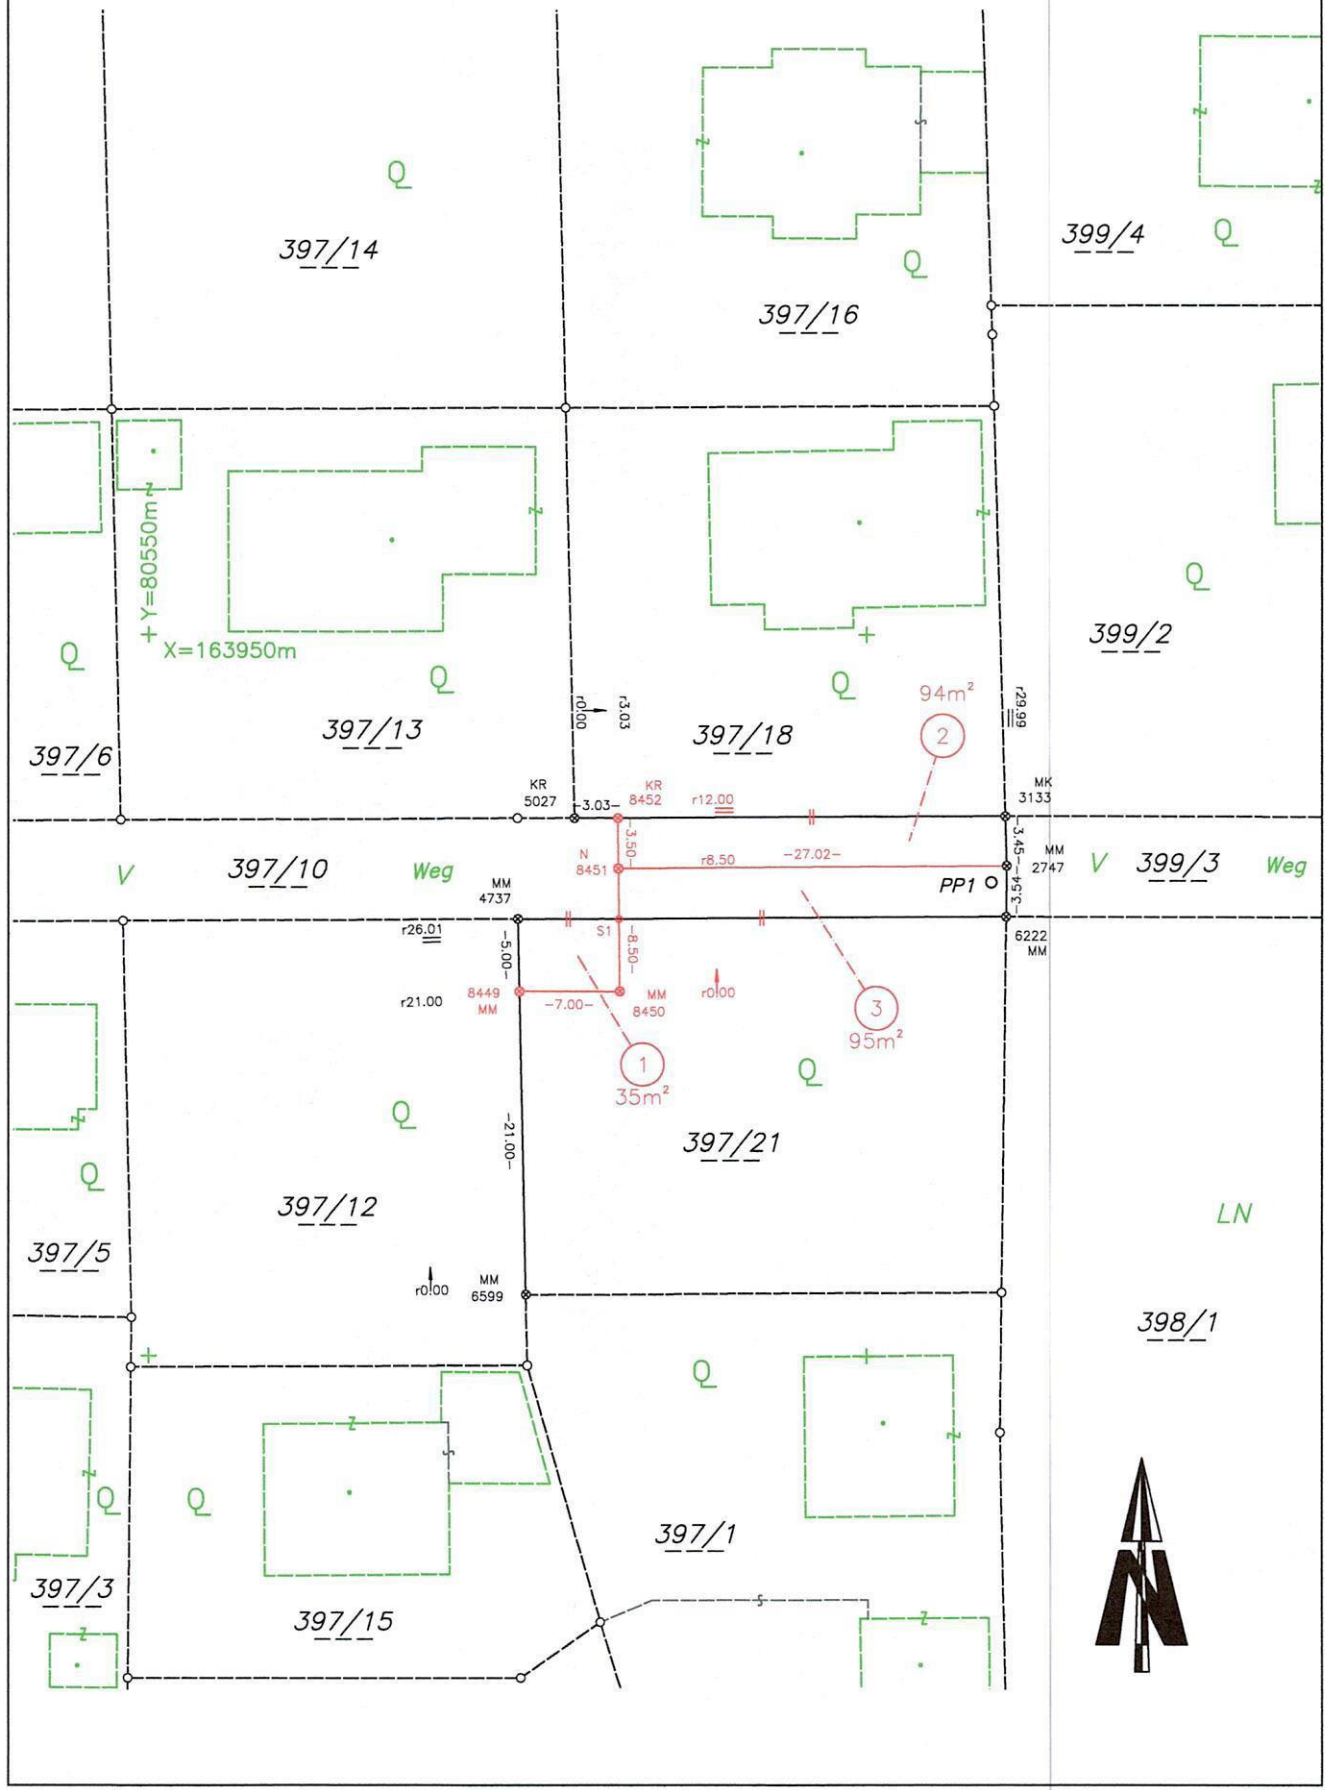 Q
397/14
Q
397/16
399/4
Q
Z
Z
Z
Z
Z
Z
Y=80550m
X=163950m
Q
397/6
397/13
Q
r0.00
r3.03
397/18
Q
94m²
2
r29.99
Q
399/2
KR
5027
-3.03-
KR
8452
r12.00
MK
3133
-3.50-
-3.45-
V
397/10
Weg
N
8451
r8.50
-27.02-
MM
2747
V
399/3
Weg
MM
4737
PP1
-3.54-
r26.01
-5.00-
S1
-8.50-
6222
MM
r21.00
8449
MM
-7.00-
MM
8450
r0.00
3
95m²
1
35m²
Q
Z
Q
Q
-21.00-
397/21
397/12
397/5
LN
r0.00
MM
6599
398/1
Q
Z
Z
Z
Q
Q
397/1
397/3
397/15
Z
Z
N